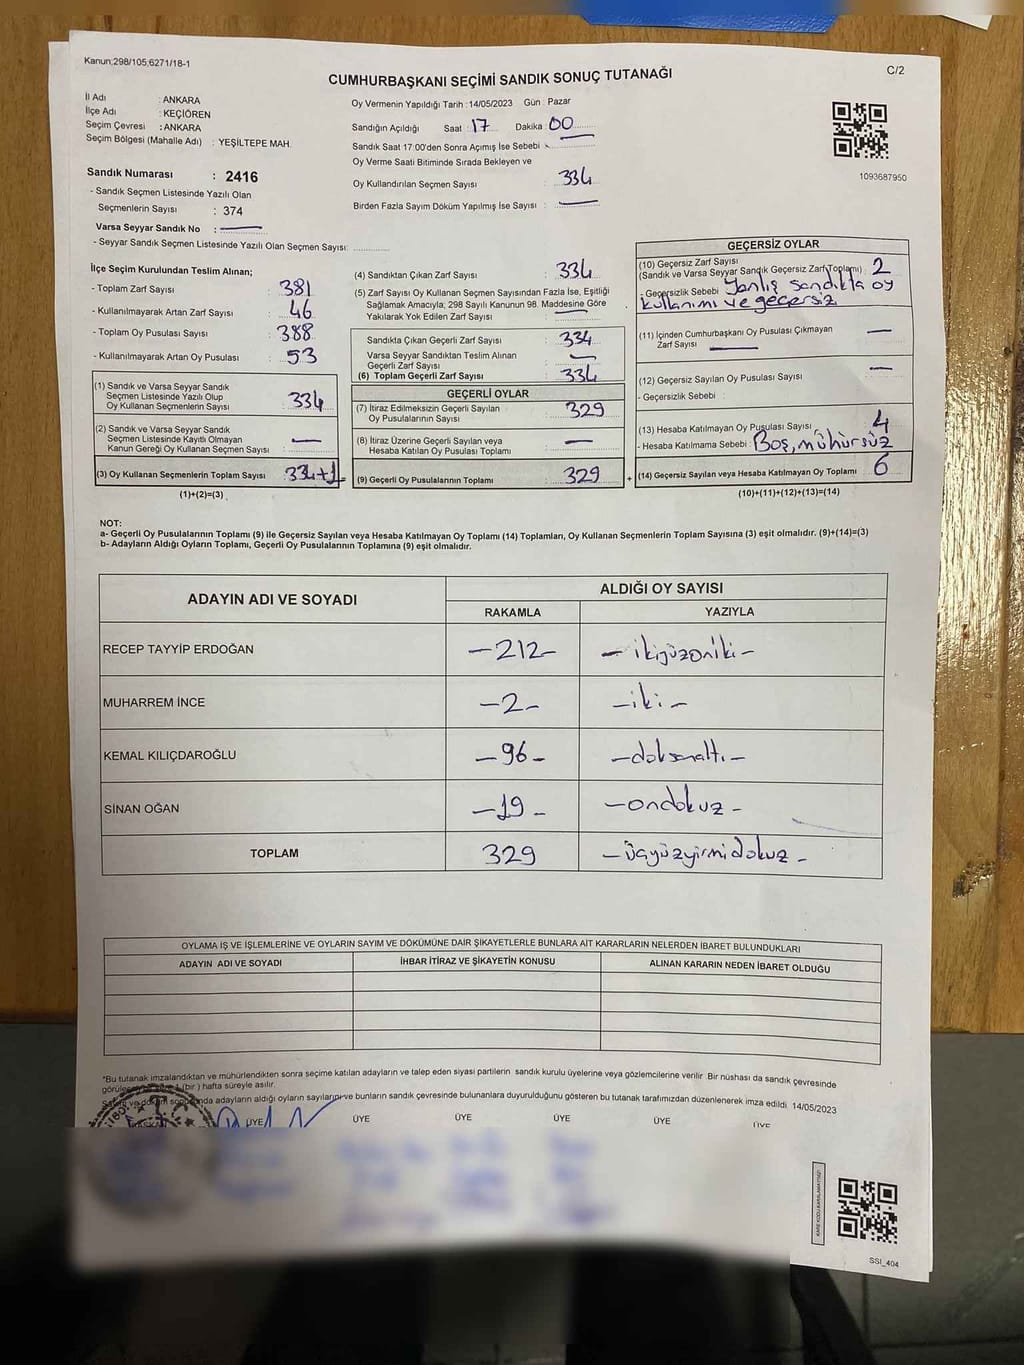 Kanun;298/105;6271/18-1
C/2
CUMHURBAŞKANI SEÇİMİ SANDIK SONUÇ TUTANAĞI
İl Adı : ANKARA
İlçe Adı : KEÇİÖREN
Seçim Çevresi : ANKARA
Seçim Bölgesi (Mahalle Adı) : YEŞİLTEPE MAH.
Sandık Numarası : 2416
- Sandık Seçmen Listesinde Yazılı Olan
Seçmenlerin Sayısı : 374
Varsa Seyyar Sandık No :
- Seyyar Sandık Seçmen Listesinde Yazılı Olan Seçmen Sayısı:
Oy Vermenin Yapıldığı Tarih :14/05/2023 Gün : Pazar
Sandığın Açıldığı Saat : 17 Dakika : 00
Sandık Saat 17:00'den Sonra Açımış İse Sebebi
Oy Verme Saati Bitiminde Sırada Bekleyen ve
Oy Kullandırılan Seçmen Sayısı : 334
Birden Fazla Sayım Döküm Yapılmış İse Sayısı :
1093687950
İlçe Seçim Kurulundan Teslim Alınan;
- Toplam Zarf Sayısı : 381
- Kullanılmayarak Artan Zarf Sayısı : 46
- Toplam Oy Pusulası Sayısı : 388
- Kullanılmayarak Artan Oy Pusulası : 53
(1) Sandık ve Varsa Seyyar Sandık
Seçmen Listesinde Yazılı Olup
Oy Kullanan Seçmenlerin Sayısı : 334
(2) Sandık ve Varsa Seyyar Sandık
Seçmen Listesinde Kayıtlı Olmayan
Kanun Gereği Oy Kullanan Seçmen Sayısı :
(3) Oy Kullanan Seçmenlerin Toplam Sayısı : 334+1
(1)+(2)=(3)
(4) Sandıktan Çıkan Zarf Sayısı : 334
(5) Zarf Sayısı Oy Kullanan Seçmen Sayısından Fazla İse, Eşitliği
Sağlamak Amacıyla; 298 Sayılı Kanunun 98. Maddesine Göre
Yakılarak Yok Edilen Zarf Sayısı :
Sandıkta Çıkan Geçerli Zarf Sayısı : 334
Varsa Seyyar Sandıktan Teslim Alınan
Geçerli Zarf Sayısı :
(6) Toplam Geçerli Zarf Sayısı : 334
GEÇERLİ OYLAR
(7) İtiraz Edilmeksizin Geçerli Sayılan
Oy Pusulalarının Sayısı : 329
(8) İtiraz Üzerine Geçerli Sayılan veya
Hesaba Katılan Oy Pusulası Toplamı :
(9) Geçerli Oy Pusulalarının Toplamı : 329
GEÇERSİZ OYLAR
(10) Geçersiz Zarf Sayısı
(Sandık ve Varsa Seyyar Sandık Geçersiz Zarf Toplamı) : 2
- Geçersizlik Sebebi : Yanlış sandıkta oy
kullanımı ve geçersiz
(11) İçinden Cumhurbaşkanı Oy Pusulası Çıkmayan
Zarf Sayısı
(12) Geçersiz Sayılan Oy Pusulası Sayısı :
- Geçersizlik Sebebi :
(13) Hesaba Katılmayan Oy Pusulası Sayısı : 4
- Hesaba Katılmama Sebebi : Boş, mühürsüz
(14) Geçersiz Sayılan veya Hesaba Katılmayan Oy Toplamı : 6
(10)+(11)+(12)+(13)=(14)
NOT:
a- Geçerli Oy Pusulalarının Toplamı (9) ile Geçersiz Sayılan veya Hesaba Katılmayan Oy Toplamı (14) Toplamları, Oy Kullanan Seçmenlerin Toplam Sayısına (3) eşit olmalıdır. (9)+(14)=(3)
b- Adayların Aldığı Oyların Toplamı, Geçerli Oy Pusulalarının Toplamına (9) eşit olmalıdır.
ADAYIN ADI VE SOYADI
ALDIĞI OY SAYISI
RAKAMLA YAZIYLA
RECEP TAYYİP ERDOĞAN -212- -ikiyüzoniki-
MUHARREM İNCE -2- -iki-
KEMAL KILIÇDAROĞLU -96- -doksanaltı-
SİNAN OĞAN -19- -ondokuz-
TOPLAM 329 -üçyüzyirmidokuz-
OYLAMA İŞ VE İŞLEMLERİNE VE OYLARIN SAYIM VE DÖKÜMÜNE DAİR ŞİKAYETLERLE BUNLARA AİT KARARLARIN NELERDEN İBARET BULUNDUKLARI
ADAYIN ADI VE SOYADI İHBAR İTİRAZ VE ŞİKAYETİN KONUSU ALINAN KARARIN NEDEN İBARET OLDUĞU
*Bu tutanak imzalandıktan ve mühürlendikten sonra seçime katılan adayların ve talep eden siyasi partilerin sandık kurulu üyelerine veya gözlemcilerine verilir Bir nüshası da sandık çevresinde
(bir) hafta süreyle asılır.
adayların aldığı oyların sayıları ve bunların sandık çevresinde bulunanlara duyurulduğunu gösteren bu tutanak tarafımızdan düzenlenerek imza edildi 14/05/2023
ÜYE ÜYE ÜYE ÜYE ÜYE ÜYE
SSI_404